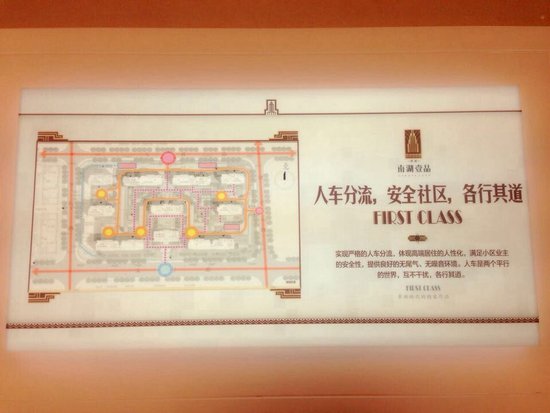 南湖壹品
人车分流，安全社区，各行其道
FIRST CLASS
实现严格的人车分流，体现高端居住的人性化，满足小区业主
的安全性，提供良好的无尾气、无噪音环境。人车是两个平行
的世界，互不干扰，各行其道。
FIRST CLASS